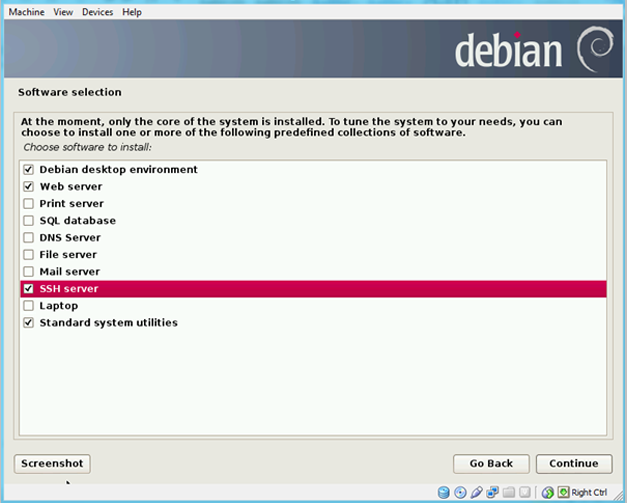 Machine View Devices Help
debian
Software selection
At the moment, only the core of the system is installed. To tune the system to your needs, you can
choose to install one or more of the following predefined collections of software.
Choose software to install:
Debian desktop environment
Web server
Print server
SQL database
DNS Server
File server
Mail server
SSH server
Laptop
Standard system utilities
Screenshot
Go Back
Continue
Right Ctrl